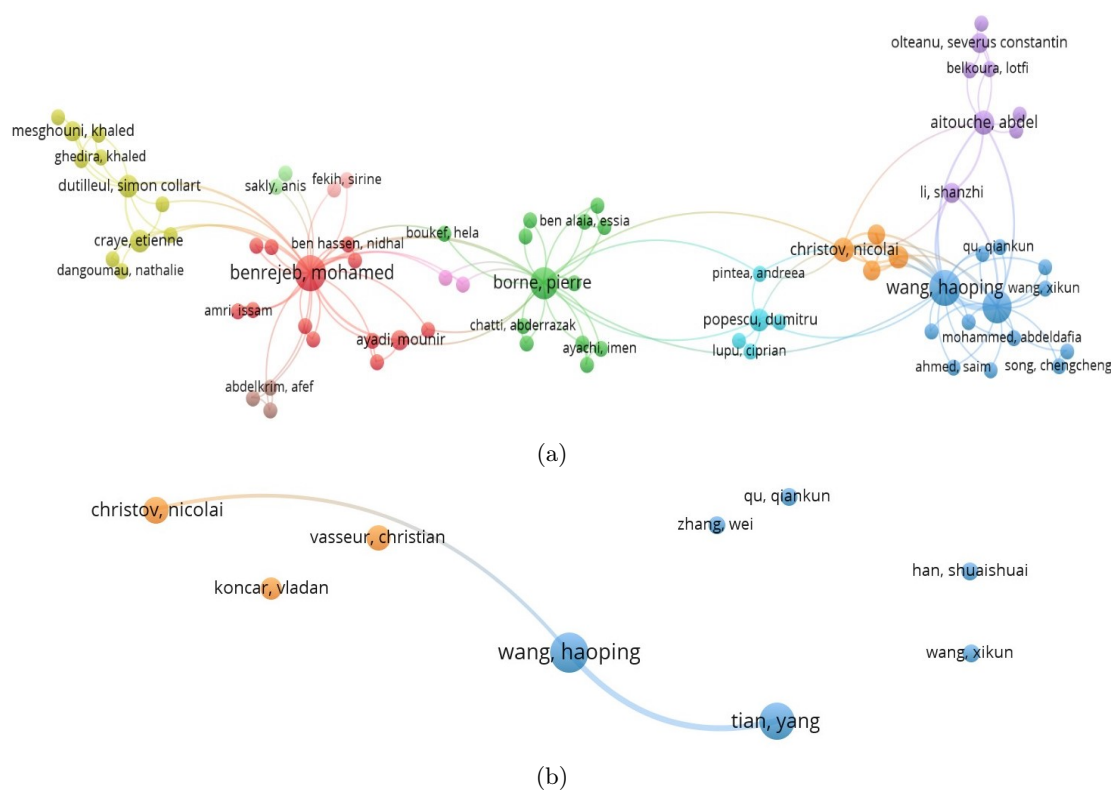 olteanu, severus constantin
belkoura, lotfi
mesghouni, khaled
aitouche, abdel
ghedira, khaled
dutilleul, simon collart
sakly, anis
fekih, sirine
li, shanzhi
ben alaia, essia
boukef, hela
craye, etienne
ben hassen, nidhal
christov, nicolai
qu, qiankun
dangoumau, nathalie
benrejeb, mohamed
borne, pierre
pintea, andreea
wang, haoping
wang, xikun
amri, issam
popescu, dumitru
chatti, abderrazak
mohammed, abdeldafia
ayadi, mounir
ayachi, imen
lupu, ciprian
ahmed, saim
song, chengcheng
abdelkrim, afef
(a)
christov, nicolai
qu, qiankun
zhang, wei
vasseur, christian
han, shuaishuai
koncar, vladan
wang, haoping
wang, xikun
tian, yang
(b)